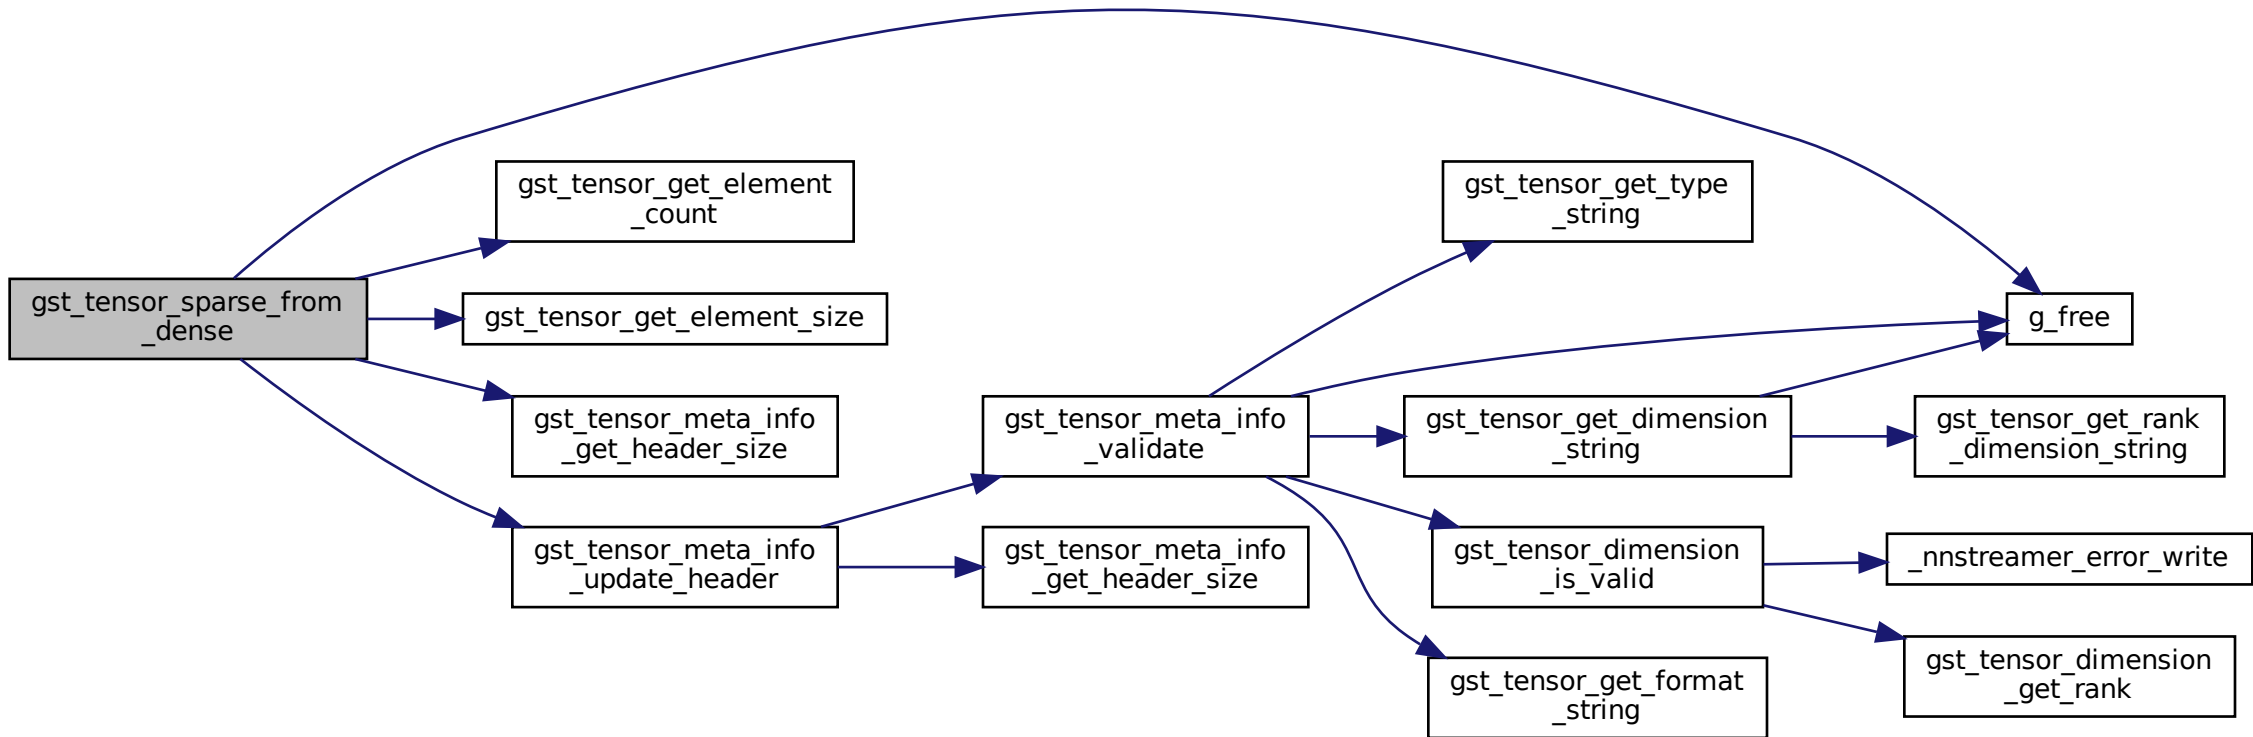 gst_tensor_sparse_from
_dense
gst_tensor_get_element
_count
gst_tensor_get_element_size
gst_tensor_meta_info
_get_header_size
gst_tensor_meta_info
_update_header
gst_tensor_meta_info
_validate
gst_tensor_meta_info
_get_header_size
gst_tensor_get_type
_string
gst_tensor_get_dimension
_string
gst_tensor_dimension
_is_valid
gst_tensor_get_format
_string
g_free
gst_tensor_get_rank
_dimension_string
_nnstreamer_error_write
gst_tensor_dimension
_get_rank